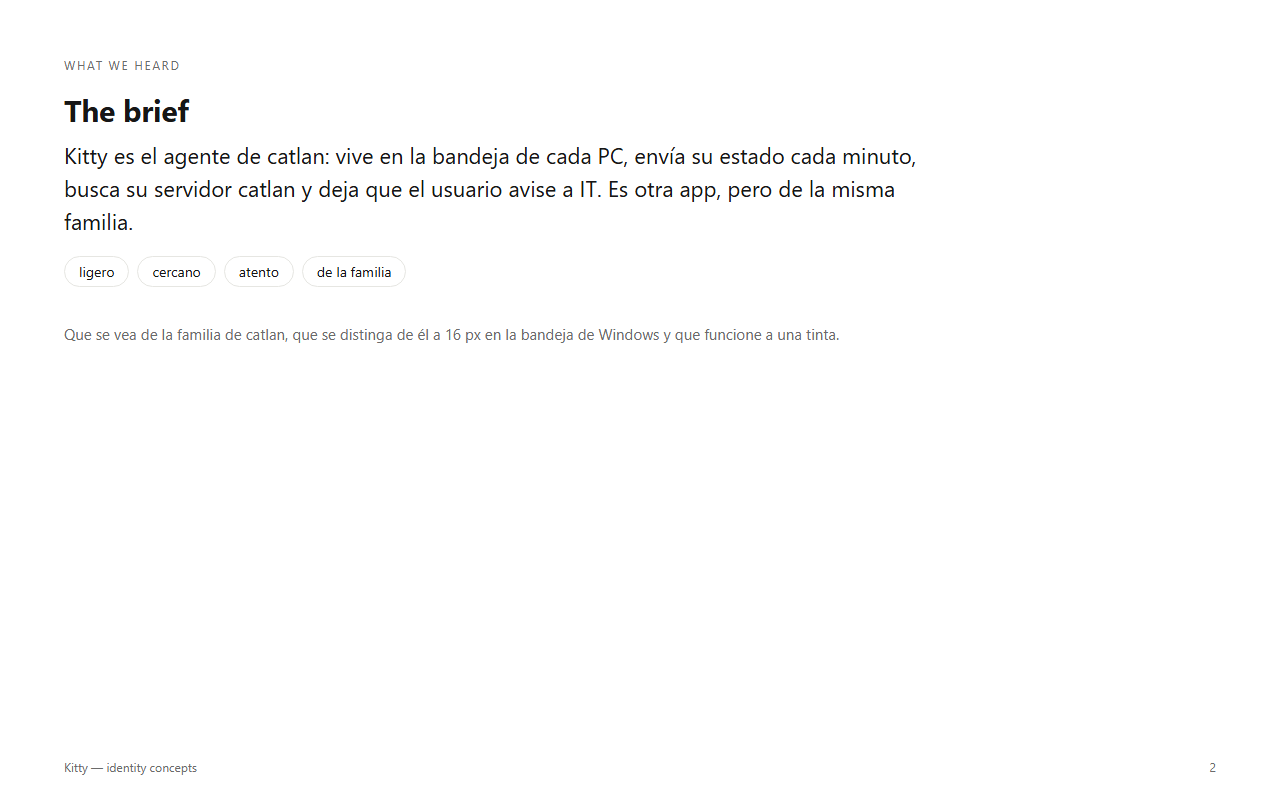 WHAT WE HEARD
The brief
Kitty es el agente de catlan: vive en la bandeja de cada PC, envía su estado cada minuto,
busca su servidor catlan y deja que el usuario avise a IT. Es otra app, pero de la misma
familia.
ligero
cercano
atento
de la familia
Que se vea de la familia de catlan, que se distinga de él a 16 px en la bandeja de Windows y que funcione a una tinta.
Kitty — identity concepts
2